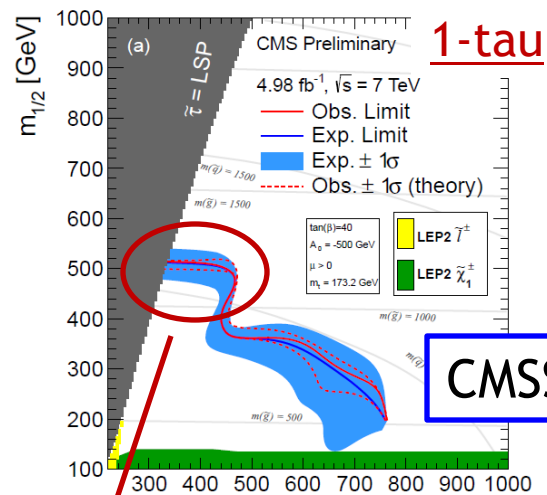 1-tau
(a)
CMS Preliminary
4.98 fb⁻¹, √s = 7 TeV
Obs. Limit
Exp. Limit
Exp. ± 1σ
Obs. ± 1σ (theory)
τ̃ = LSP
m(q̃) = 1500
m(g̃) = 1500
tan(β)=40
A₀ = -500 GeV
μ > 0
mₜ = 173.2 GeV
LEP2 l̃±
LEP2 χ̃₁±
m(g̃) = 1000
m(q̃)
m(g̃) = 500
CMSS
m₁/₂ [GeV]
1000
900
800
700
600
500
400
300
200
100
300 400 500 600 700 800 900 1000